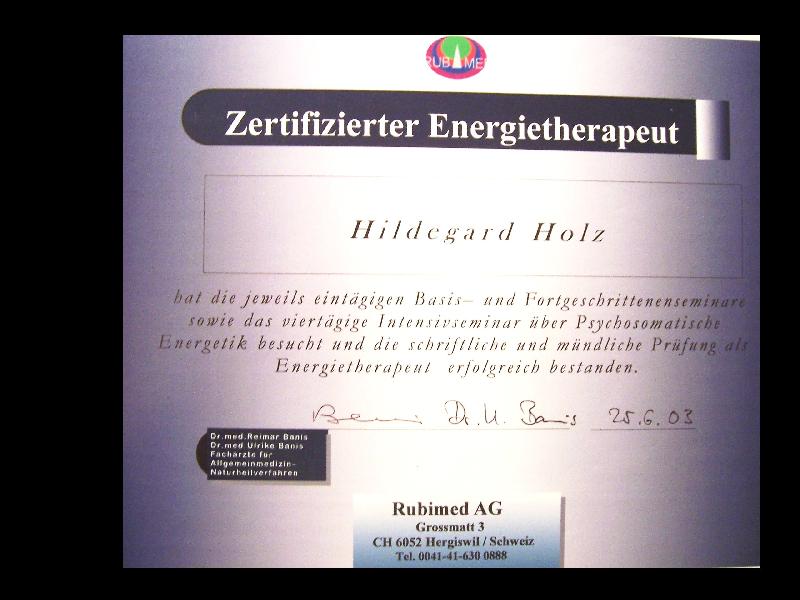 RUBIMED
Zertifizierter Energietherapeut
Hildegard Holz
hat die jeweils eintägigen Basis– und Fortgeschrittenenseminare
sowie das viertägige Intensivseminar über Psychosomatische
Energetik besucht und die schriftliche und mündliche Prüfung als
Energietherapeut erfolgreich bestanden.
Dr. U. Banis 25.6.03
Dr.med.Reimar Banis
Dr.med Ulrike Banis
Fachärzte für
Allgemeinmedizin-
Naturheilverfahren
Rubimed AG
Grossmatt 3
CH 6052 Hergiswil / Schweiz
Tel. 0041-41-630 0888